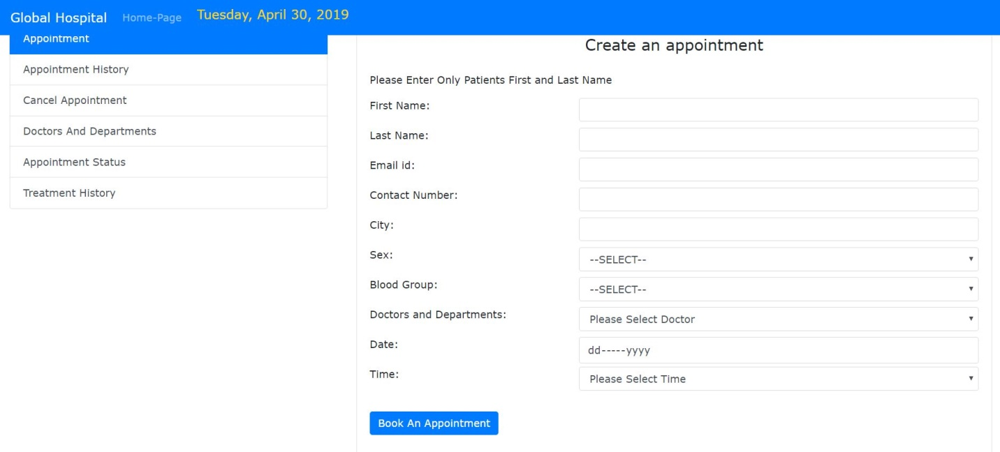 Global Hospital Home-Page Tuesday, April 30, 2019
Appointment
Appointment History
Cancel Appointment
Doctors And Departments
Appointment Status
Treatment History
Create an appointment
Please Enter Only Patients First and Last Name
First Name:
Last Name:
Email id:
Contact Number:
City:
Sex: --SELECT--
Blood Group: --SELECT--
Doctors and Departments: Please Select Doctor
Date: dd-----yyyy
Time: Please Select Time
Book An Appointment